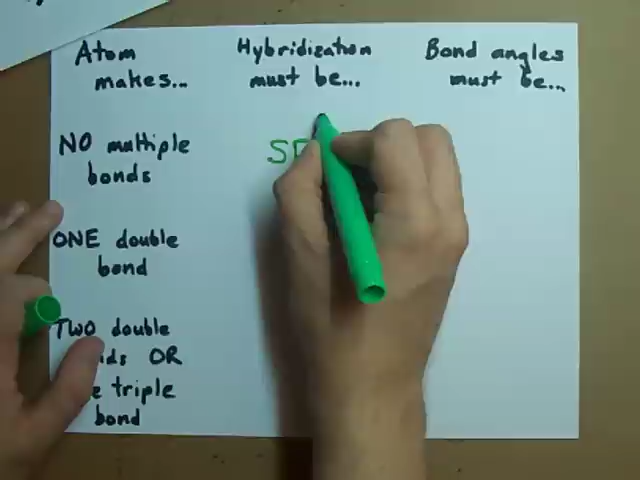 Atom
makes...
Hybridization
must be...
Bond angles
must be...
NO multiple
bonds
SP
ONE double
bond
TWO double
OR
triple
bond